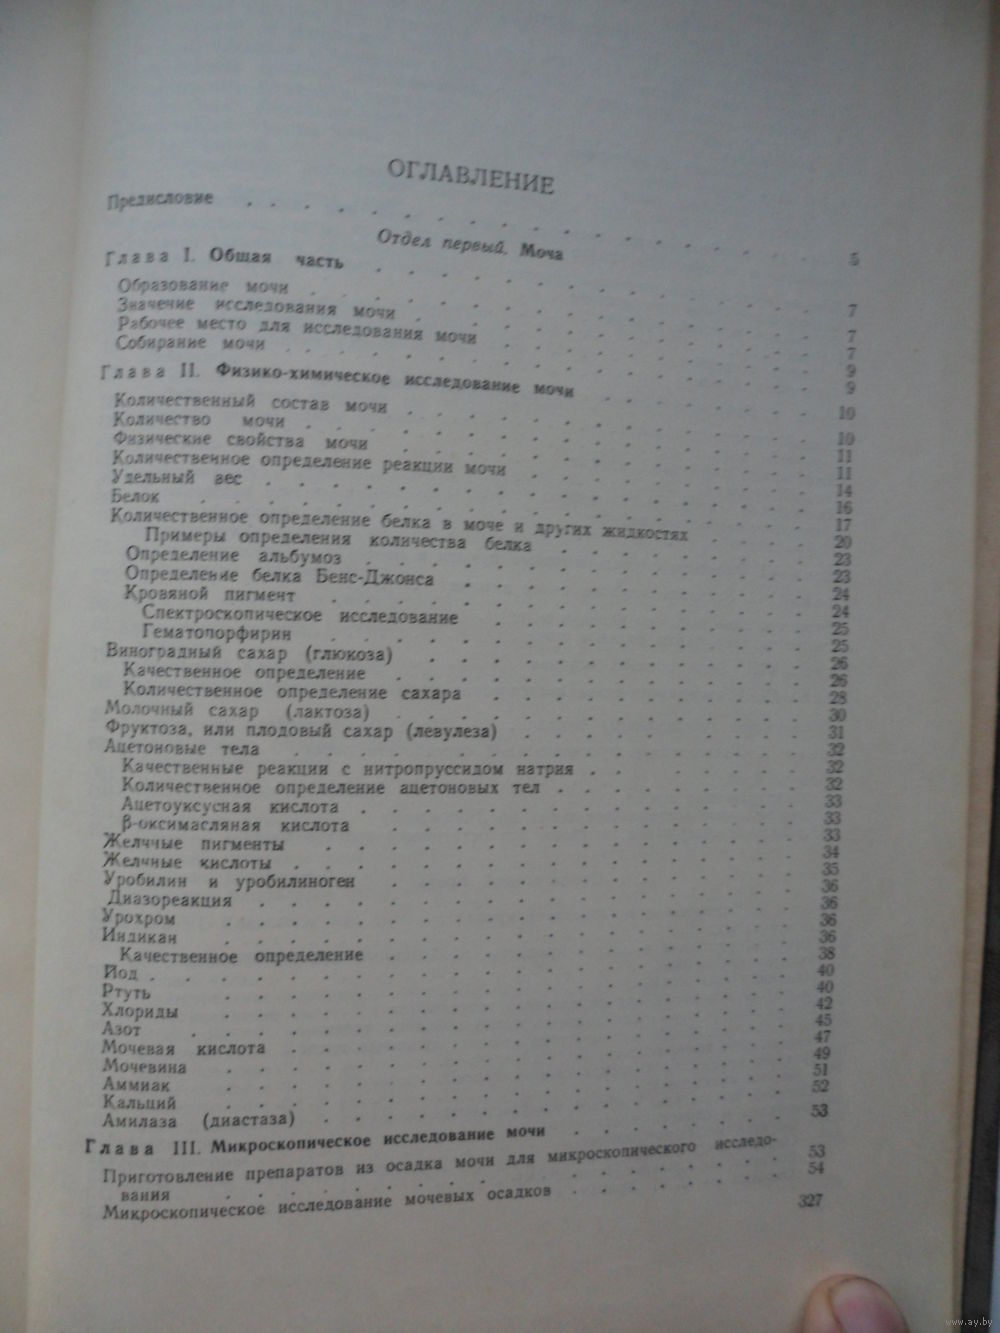 ОГЛАВЛЕНИЕ
Предисловие . . . . . . . . . . . . . . . . 5
Отдел первый. Моча
Глава I. Общая часть . . . . . . . . . . . . 7
Образование мочи . . . . . . . . . . . . . . 7
Значение исследования мочи . . . . . . . . . . 7
Рабочее место для исследования мочи . . . . . . . 9
Собирание мочи . . . . . . . . . . . . . . . 9
Глава II. Физико-химическое исследование мочи . . . . . 10
Количественный состав мочи . . . . . . . . . . 10
Количество мочи . . . . . . . . . . . . . . 11
Физические свойства мочи . . . . . . . . . . . 11
Количественное определение реакции мочи . . . . . . 14
Удельный вес . . . . . . . . . . . . . . . 16
Белок . . . . . . . . . . . . . . . . . . 17
Количественное определение белка в моче и других жидкостях . . . 20
Примеры определения количества белка . . . . . . . 23
Определение альбумоз . . . . . . . . . . . . 23
Определение белка Бенс-Джонса . . . . . . . . . 24
Кровяной пигмент . . . . . . . . . . . . . . 24
Спектроскопическое исследование . . . . . . . . . 25
Гематопорфирин . . . . . . . . . . . . . . 25
Виноградный сахар (глюкоза) . . . . . . . . . . 26
Качественное определение . . . . . . . . . . . 26
Количественное определение сахара . . . . . . . . 28
Молочный сахар (лактоза) . . . . . . . . . . . 30
Фруктоза, или плодовый сахар (левулеза) . . . . . . . 31
Ацетоновые тела . . . . . . . . . . . . . . 32
Качественные реакции с нитропруссидом натрия . . . . . 32
Количественное определение ацетоновых тел . . . . . . 32
Ацетоуксусная кислота . . . . . . . . . . . . 33
β-оксимасляная кислота . . . . . . . . . . . . 33
Желчные пигменты . . . . . . . . . . . . . 33
Желчные кислоты . . . . . . . . . . . . . . 34
Уробилин и уробилиноген . . . . . . . . . . . 35
Диазореакция . . . . . . . . . . . . . . . 36
Урохром . . . . . . . . . . . . . . . . 36
Индикан . . . . . . . . . . . . . . . . 36
Качественное определение . . . . . . . . . . . 36
Йод . . . . . . . . . . . . . . . . . . 38
Ртуть . . . . . . . . . . . . . . . . . 40
Хлориды . . . . . . . . . . . . . . . . 40
Азот . . . . . . . . . . . . . . . . . 42
Мочевая кислота . . . . . . . . . . . . . . 45
Мочевина . . . . . . . . . . . . . . . . 47
Аммиак . . . . . . . . . . . . . . . . 49
Кальций . . . . . . . . . . . . . . . . 51
Амилаза (диастаза) . . . . . . . . . . . . . 52
Глава III. Микроскопическое исследование мочи . . . . . . 53
Приготовление препаратов из осадка мочи для микроскопического исследо-
вания . . . . . . . . . . . . . . . . . 53
Микроскопическое исследование мочевых осадков . . . . . . 54
327
www.ay.by